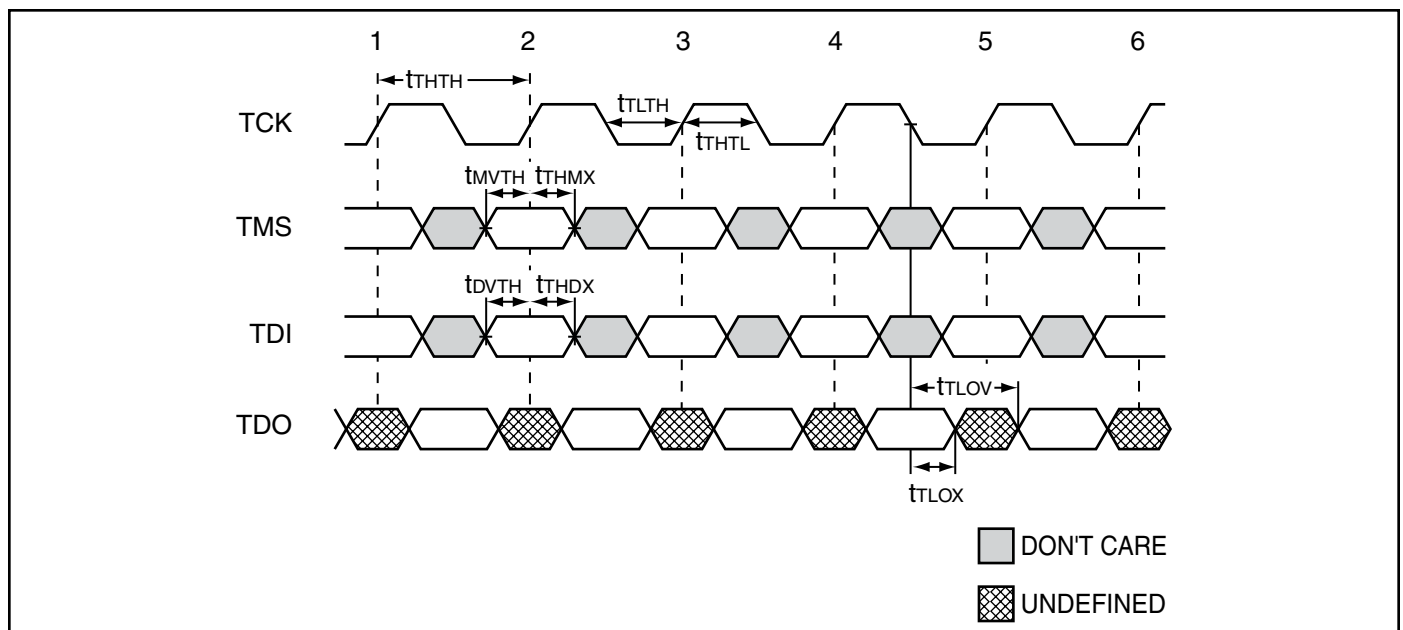 1 2 3 4 5 6
tTHTH
tTLTH
TCK
tTHTL
tMVTH tTHMX
TMS
tDVTH tTHDX
TDI
tTLOV
TDO
tTLOX
DON'T CARE
UNDEFINED